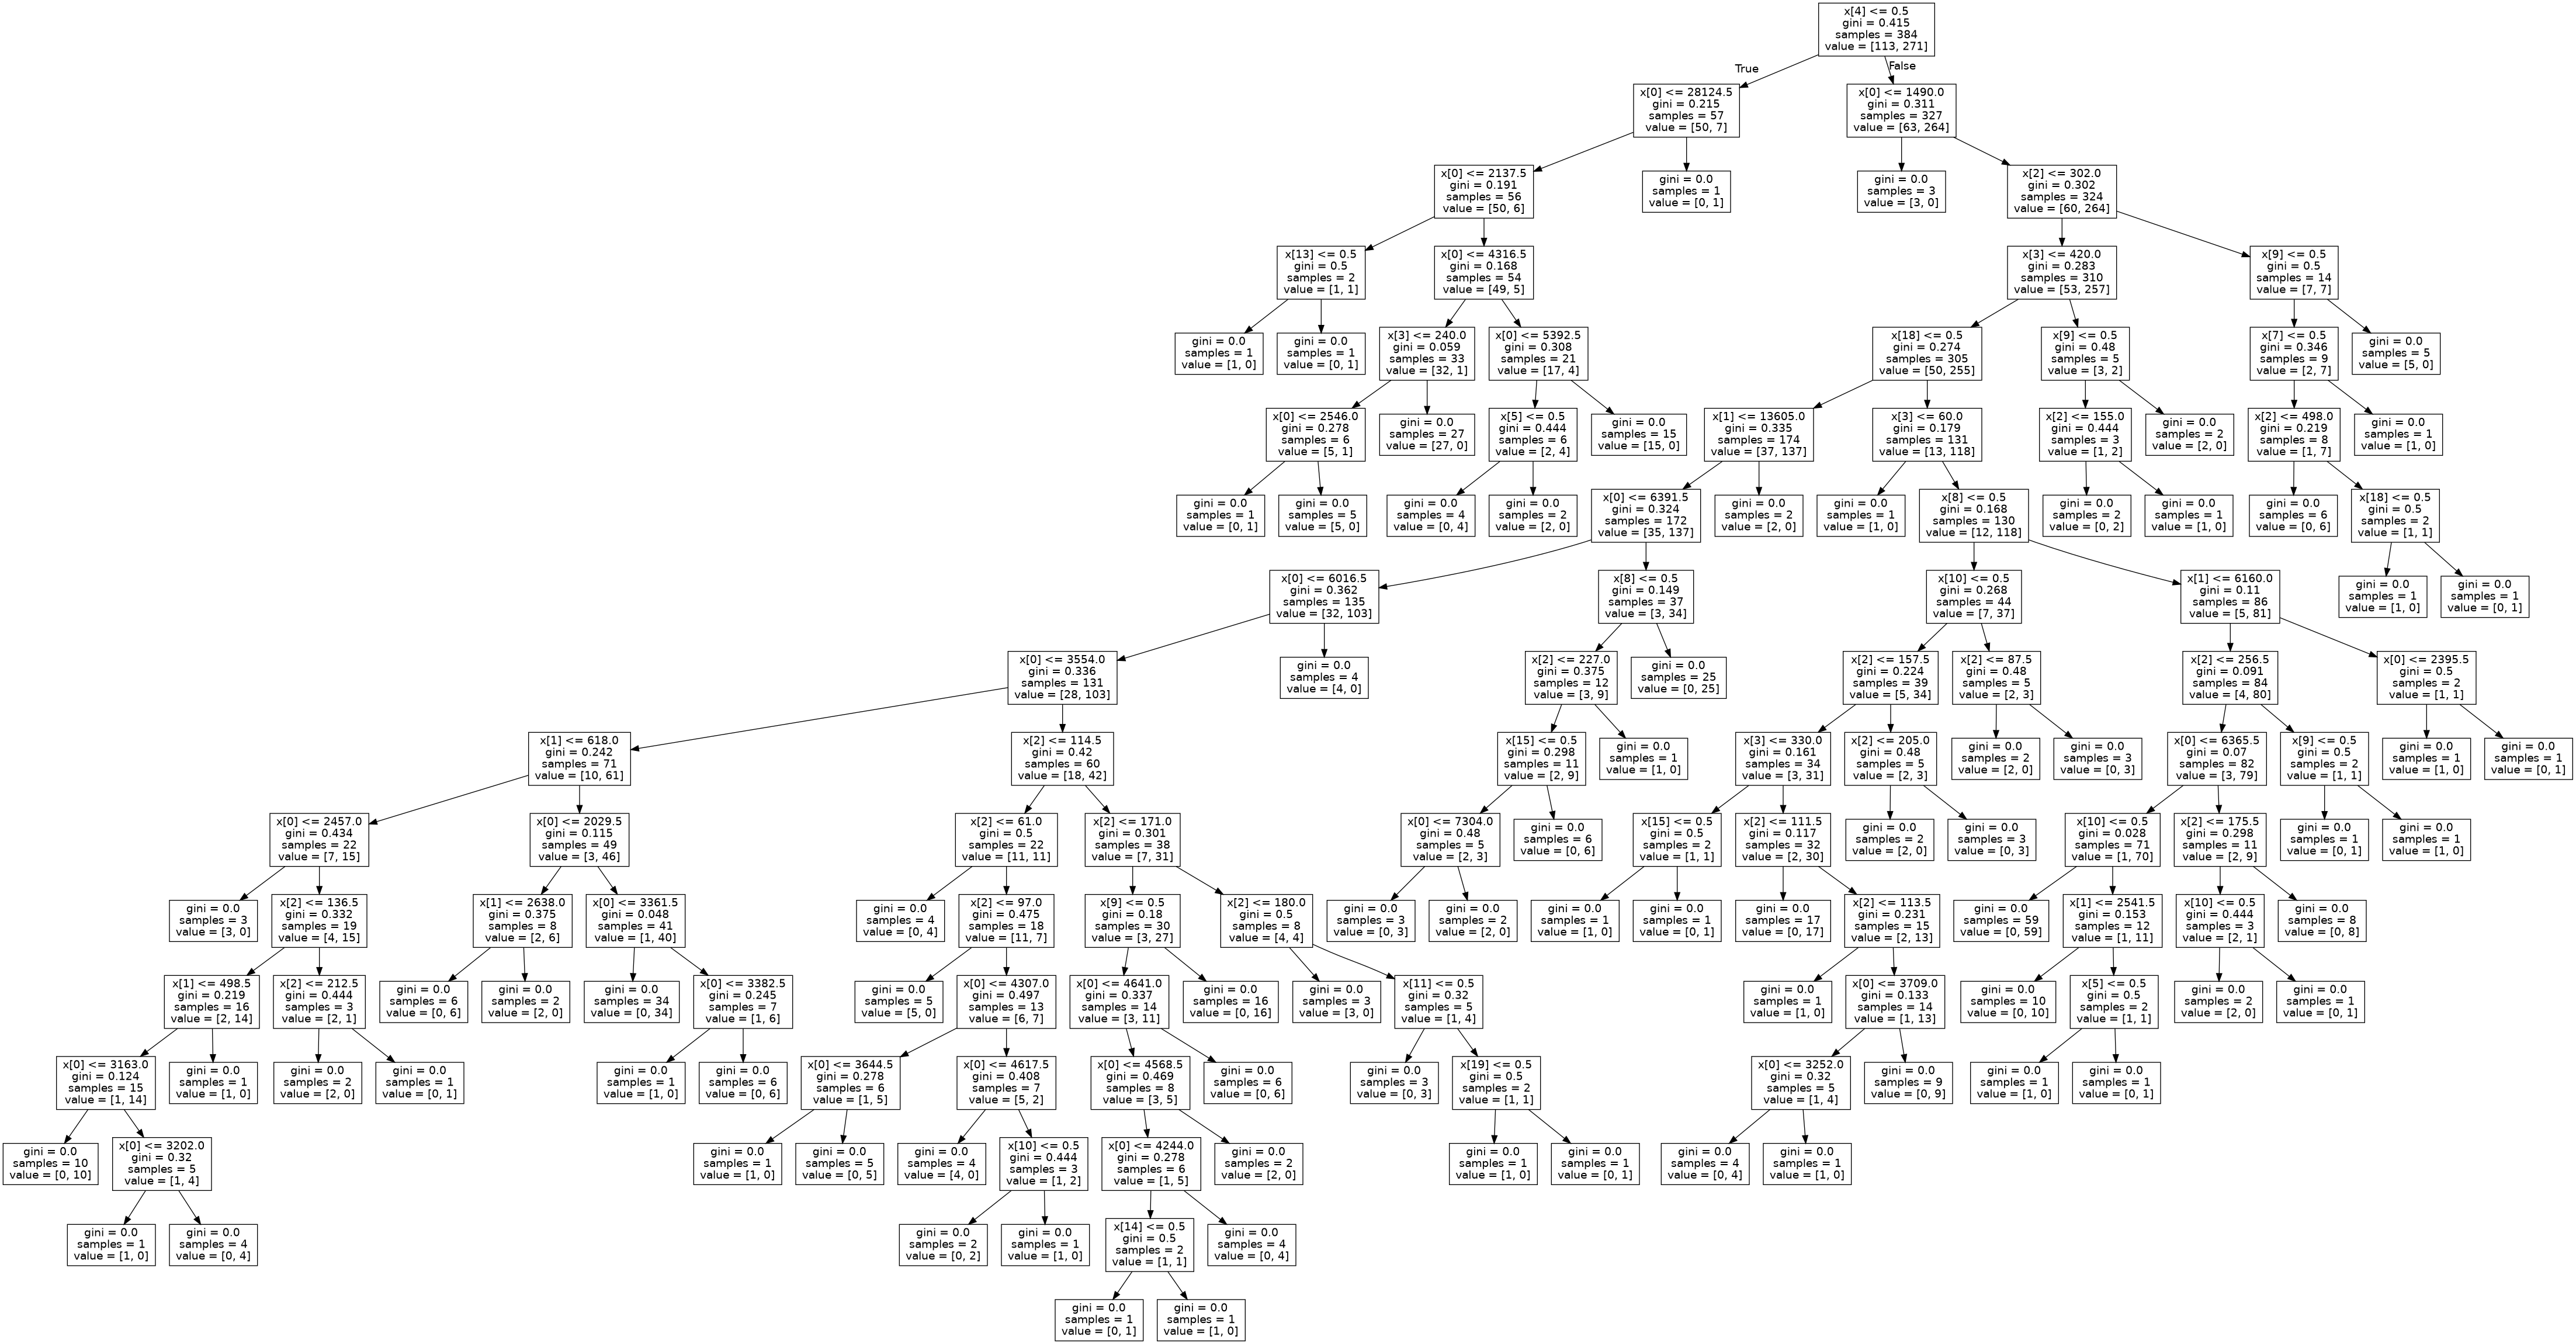 x[4] <= 0.5
gini = 0.415
samples = 384
value = [113, 271]
True
False
x[0] <= 28124.5
gini = 0.215
samples = 57
value = [50, 7]
x[0] <= 1490.0
gini = 0.311
samples = 327
value = [63, 264]
x[0] <= 2137.5
gini = 0.191
samples = 56
value = [50, 6]
gini = 0.0
samples = 1
value = [0, 1]
gini = 0.0
samples = 3
value = [3, 0]
x[2] <= 302.0
gini = 0.302
samples = 324
value = [60, 264]
x[13] <= 0.5
gini = 0.5
samples = 2
value = [1, 1]
x[0] <= 4316.5
gini = 0.168
samples = 54
value = [49, 5]
x[3] <= 420.0
gini = 0.283
samples = 310
value = [53, 257]
x[9] <= 0.5
gini = 0.5
samples = 14
value = [7, 7]
gini = 0.0
samples = 1
value = [1, 0]
gini = 0.0
samples = 1
value = [0, 1]
x[3] <= 240.0
gini = 0.059
samples = 33
value = [32, 1]
x[0] <= 5392.5
gini = 0.308
samples = 21
value = [17, 4]
x[18] <= 0.5
gini = 0.274
samples = 305
value = [50, 255]
x[9] <= 0.5
gini = 0.48
samples = 5
value = [3, 2]
x[7] <= 0.5
gini = 0.346
samples = 9
value = [2, 7]
gini = 0.0
samples = 5
value = [5, 0]
x[0] <= 2546.0
gini = 0.278
samples = 6
value = [5, 1]
gini = 0.0
samples = 27
value = [27, 0]
x[5] <= 0.5
gini = 0.444
samples = 6
value = [2, 4]
gini = 0.0
samples = 15
value = [15, 0]
x[1] <= 13605.0
gini = 0.335
samples = 174
value = [37, 137]
x[3] <= 60.0
gini = 0.179
samples = 131
value = [13, 118]
x[2] <= 155.0
gini = 0.444
samples = 3
value = [1, 2]
gini = 0.0
samples = 2
value = [2, 0]
x[2] <= 498.0
gini = 0.219
samples = 8
value = [1, 7]
gini = 0.0
samples = 1
value = [1, 0]
gini = 0.0
samples = 1
value = [0, 1]
gini = 0.0
samples = 5
value = [5, 0]
gini = 0.0
samples = 4
value = [0, 4]
gini = 0.0
samples = 2
value = [2, 0]
x[0] <= 6391.5
gini = 0.324
samples = 172
value = [35, 137]
gini = 0.0
samples = 2
value = [2, 0]
gini = 0.0
samples = 1
value = [1, 0]
x[8] <= 0.5
gini = 0.168
samples = 130
value = [12, 118]
gini = 0.0
samples = 2
value = [0, 2]
gini = 0.0
samples = 1
value = [1, 0]
gini = 0.0
samples = 6
value = [0, 6]
x[18] <= 0.5
gini = 0.5
samples = 2
value = [1, 1]
x[0] <= 6016.5
gini = 0.362
samples = 135
value = [32, 103]
x[8] <= 0.5
gini = 0.149
samples = 37
value = [3, 34]
x[10] <= 0.5
gini = 0.268
samples = 44
value = [7, 37]
x[1] <= 6160.0
gini = 0.11
samples = 86
value = [5, 81]
gini = 0.0
samples = 1
value = [1, 0]
gini = 0.0
samples = 1
value = [0, 1]
x[0] <= 3554.0
gini = 0.336
samples = 131
value = [28, 103]
gini = 0.0
samples = 4
value = [4, 0]
x[2] <= 227.0
gini = 0.375
samples = 12
value = [3, 9]
gini = 0.0
samples = 25
value = [0, 25]
x[2] <= 157.5
gini = 0.224
samples = 39
value = [5, 34]
x[2] <= 87.5
gini = 0.48
samples = 5
value = [2, 3]
x[2] <= 256.5
gini = 0.091
samples = 84
value = [4, 80]
x[0] <= 2395.5
gini = 0.5
samples = 2
value = [1, 1]
x[1] <= 618.0
gini = 0.242
samples = 71
value = [10, 61]
x[2] <= 114.5
gini = 0.42
samples = 60
value = [18, 42]
x[15] <= 0.5
gini = 0.298
samples = 11
value = [2, 9]
gini = 0.0
samples = 1
value = [1, 0]
x[3] <= 330.0
gini = 0.161
samples = 34
value = [3, 31]
x[2] <= 205.0
gini = 0.48
samples = 5
value = [2, 3]
gini = 0.0
samples = 2
value = [2, 0]
gini = 0.0
samples = 3
value = [0, 3]
x[0] <= 6365.5
gini = 0.07
samples = 82
value = [3, 79]
x[9] <= 0.5
gini = 0.5
samples = 2
value = [1, 1]
gini = 0.0
samples = 1
value = [1, 0]
gini = 0.0
samples = 1
value = [0, 1]
x[0] <= 2457.0
gini = 0.434
samples = 22
value = [7, 15]
x[0] <= 2029.5
gini = 0.115
samples = 49
value = [3, 46]
x[2] <= 61.0
gini = 0.5
samples = 22
value = [11, 11]
x[2] <= 171.0
gini = 0.301
samples = 38
value = [7, 31]
x[0] <= 7304.0
gini = 0.48
samples = 5
value = [2, 3]
gini = 0.0
samples = 6
value = [0, 6]
x[15] <= 0.5
gini = 0.5
samples = 2
value = [1, 1]
x[2] <= 111.5
gini = 0.117
samples = 32
value = [2, 30]
gini = 0.0
samples = 2
value = [2, 0]
gini = 0.0
samples = 3
value = [0, 3]
x[10] <= 0.5
gini = 0.028
samples = 71
value = [1, 70]
x[2] <= 175.5
gini = 0.298
samples = 11
value = [2, 9]
gini = 0.0
samples = 1
value = [0, 1]
gini = 0.0
samples = 1
value = [1, 0]
gini = 0.0
samples = 3
value = [3, 0]
x[2] <= 136.5
gini = 0.332
samples = 19
value = [4, 15]
x[1] <= 2638.0
gini = 0.375
samples = 8
value = [2, 6]
x[0] <= 3361.5
gini = 0.048
samples = 41
value = [1, 40]
gini = 0.0
samples = 4
value = [0, 4]
x[2] <= 97.0
gini = 0.475
samples = 18
value = [11, 7]
x[9] <= 0.5
gini = 0.18
samples = 30
value = [3, 27]
x[2] <= 180.0
gini = 0.5
samples = 8
value = [4, 4]
gini = 0.0
samples = 3
value = [0, 3]
gini = 0.0
samples = 2
value = [2, 0]
gini = 0.0
samples = 1
value = [1, 0]
gini = 0.0
samples = 1
value = [0, 1]
gini = 0.0
samples = 17
value = [0, 17]
x[2] <= 113.5
gini = 0.231
samples = 15
value = [2, 13]
gini = 0.0
samples = 59
value = [0, 59]
x[1] <= 2541.5
gini = 0.153
samples = 12
value = [1, 11]
x[10] <= 0.5
gini = 0.444
samples = 3
value = [2, 1]
gini = 0.0
samples = 8
value = [0, 8]
x[1] <= 498.5
gini = 0.219
samples = 16
value = [2, 14]
x[2] <= 212.5
gini = 0.444
samples = 3
value = [2, 1]
gini = 0.0
samples = 6
value = [0, 6]
gini = 0.0
samples = 2
value = [2, 0]
gini = 0.0
samples = 34
value = [0, 34]
x[0] <= 3382.5
gini = 0.245
samples = 7
value = [1, 6]
gini = 0.0
samples = 5
value = [5, 0]
x[0] <= 4307.0
gini = 0.497
samples = 13
value = [6, 7]
x[0] <= 4641.0
gini = 0.337
samples = 14
value = [3, 11]
gini = 0.0
samples = 16
value = [0, 16]
gini = 0.0
samples = 3
value = [3, 0]
x[11] <= 0.5
gini = 0.32
samples = 5
value = [1, 4]
gini = 0.0
samples = 1
value = [1, 0]
x[0] <= 3709.0
gini = 0.133
samples = 14
value = [1, 13]
gini = 0.0
samples = 10
value = [0, 10]
x[5] <= 0.5
gini = 0.5
samples = 2
value = [1, 1]
gini = 0.0
samples = 2
value = [2, 0]
gini = 0.0
samples = 1
value = [0, 1]
x[0] <= 3163.0
gini = 0.124
samples = 15
value = [1, 14]
gini = 0.0
samples = 1
value = [1, 0]
gini = 0.0
samples = 2
value = [2, 0]
gini = 0.0
samples = 1
value = [0, 1]
gini = 0.0
samples = 1
value = [1, 0]
gini = 0.0
samples = 6
value = [0, 6]
x[0] <= 3644.5
gini = 0.278
samples = 6
value = [1, 5]
x[0] <= 4617.5
gini = 0.408
samples = 7
value = [5, 2]
x[0] <= 4568.5
gini = 0.469
samples = 8
value = [3, 5]
gini = 0.0
samples = 6
value = [0, 6]
gini = 0.0
samples = 3
value = [0, 3]
x[19] <= 0.5
gini = 0.5
samples = 2
value = [1, 1]
x[0] <= 3252.0
gini = 0.32
samples = 5
value = [1, 4]
gini = 0.0
samples = 9
value = [0, 9]
gini = 0.0
samples = 1
value = [1, 0]
gini = 0.0
samples = 1
value = [0, 1]
gini = 0.0
samples = 10
value = [0, 10]
x[0] <= 3202.0
gini = 0.32
samples = 5
value = [1, 4]
gini = 0.0
samples = 1
value = [1, 0]
gini = 0.0
samples = 5
value = [0, 5]
gini = 0.0
samples = 4
value = [4, 0]
x[10] <= 0.5
gini = 0.444
samples = 3
value = [1, 2]
x[0] <= 4244.0
gini = 0.278
samples = 6
value = [1, 5]
gini = 0.0
samples = 2
value = [2, 0]
gini = 0.0
samples = 1
value = [1, 0]
gini = 0.0
samples = 1
value = [0, 1]
gini = 0.0
samples = 4
value = [0, 4]
gini = 0.0
samples = 1
value = [1, 0]
gini = 0.0
samples = 1
value = [1, 0]
gini = 0.0
samples = 4
value = [0, 4]
gini = 0.0
samples = 2
value = [0, 2]
gini = 0.0
samples = 1
value = [1, 0]
x[14] <= 0.5
gini = 0.5
samples = 2
value = [1, 1]
gini = 0.0
samples = 4
value = [0, 4]
gini = 0.0
samples = 1
value = [0, 1]
gini = 0.0
samples = 1
value = [1, 0]